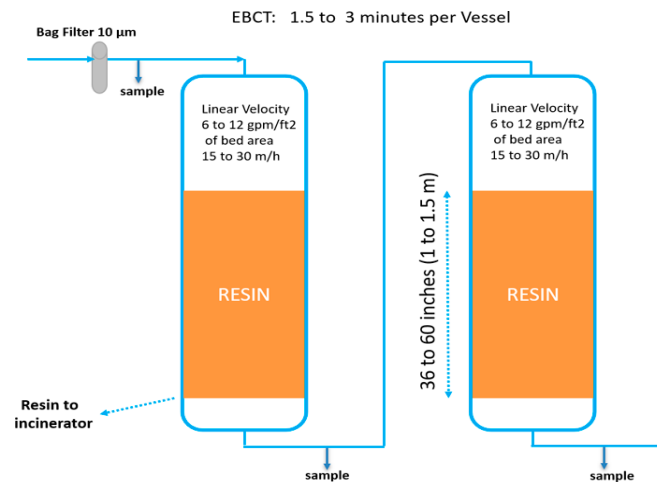 EBCT: 1.5 to 3 minutes per Vessel
Bag Filter 10 µm
sample
Linear Velocity
6 to 12 gpm/ft2
of bed area
15 to 30 m/h
RESIN
Resin to
incinerator
sample
36 to 60 inches (1 to 1.5 m)
Linear Velocity
6 to 12 gpm/ft2
of bed area
15 to 30 m/h
RESIN
sample